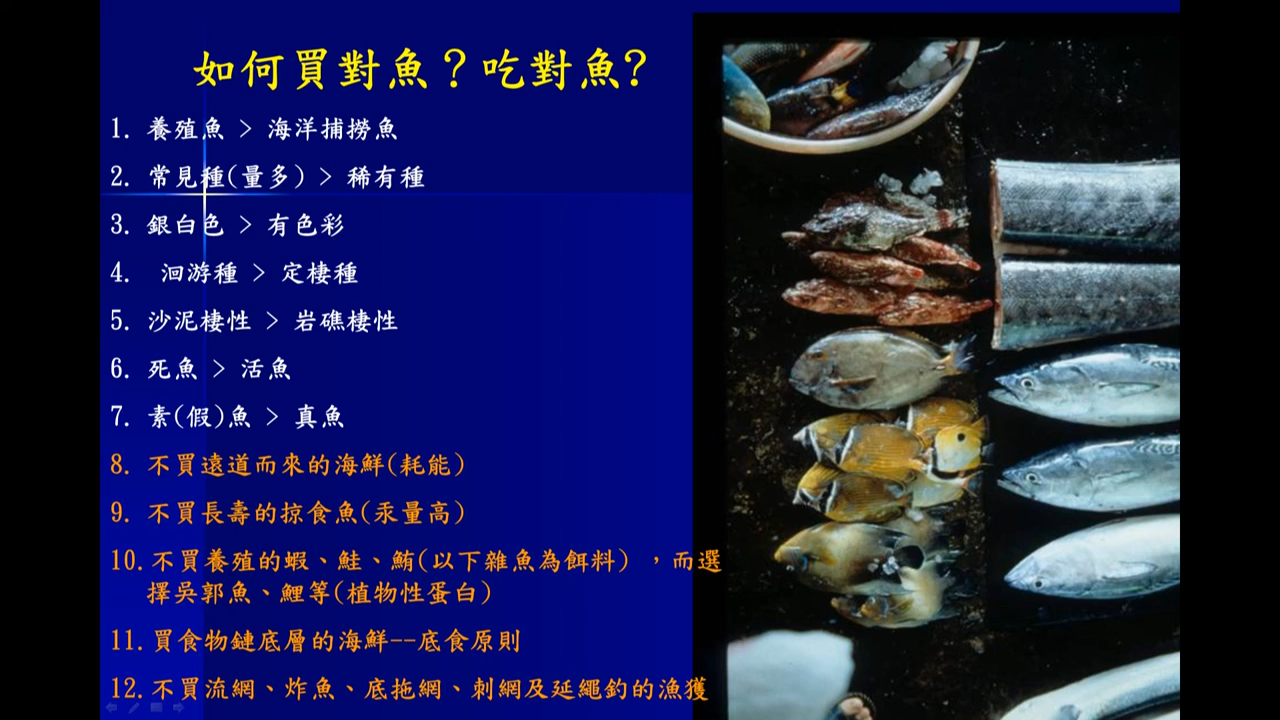 如何買對魚？吃對魚?
1. 養殖魚 > 海洋捕撈魚
2. 常見種(量多) > 稀有種
3. 銀白色 > 有色彩
4. 洄游種 > 定棲種
5. 沙泥棲性 > 岩礁棲性
6. 死魚 > 活魚
7. 素(假)魚 > 真魚
8. 不買遠道而來的海鮮(耗能)
9. 不買長壽的掠食魚(汞量高)
10. 不買養殖的蝦、鮭、鮪(以下雜魚為餌料) ，而選
擇吳郭魚、鯉等(植物性蛋白)
11. 買食物鏈底層的海鮮--底食原則
12. 不買流網、炸魚、底拖網、刺網及延繩釣的漁獲